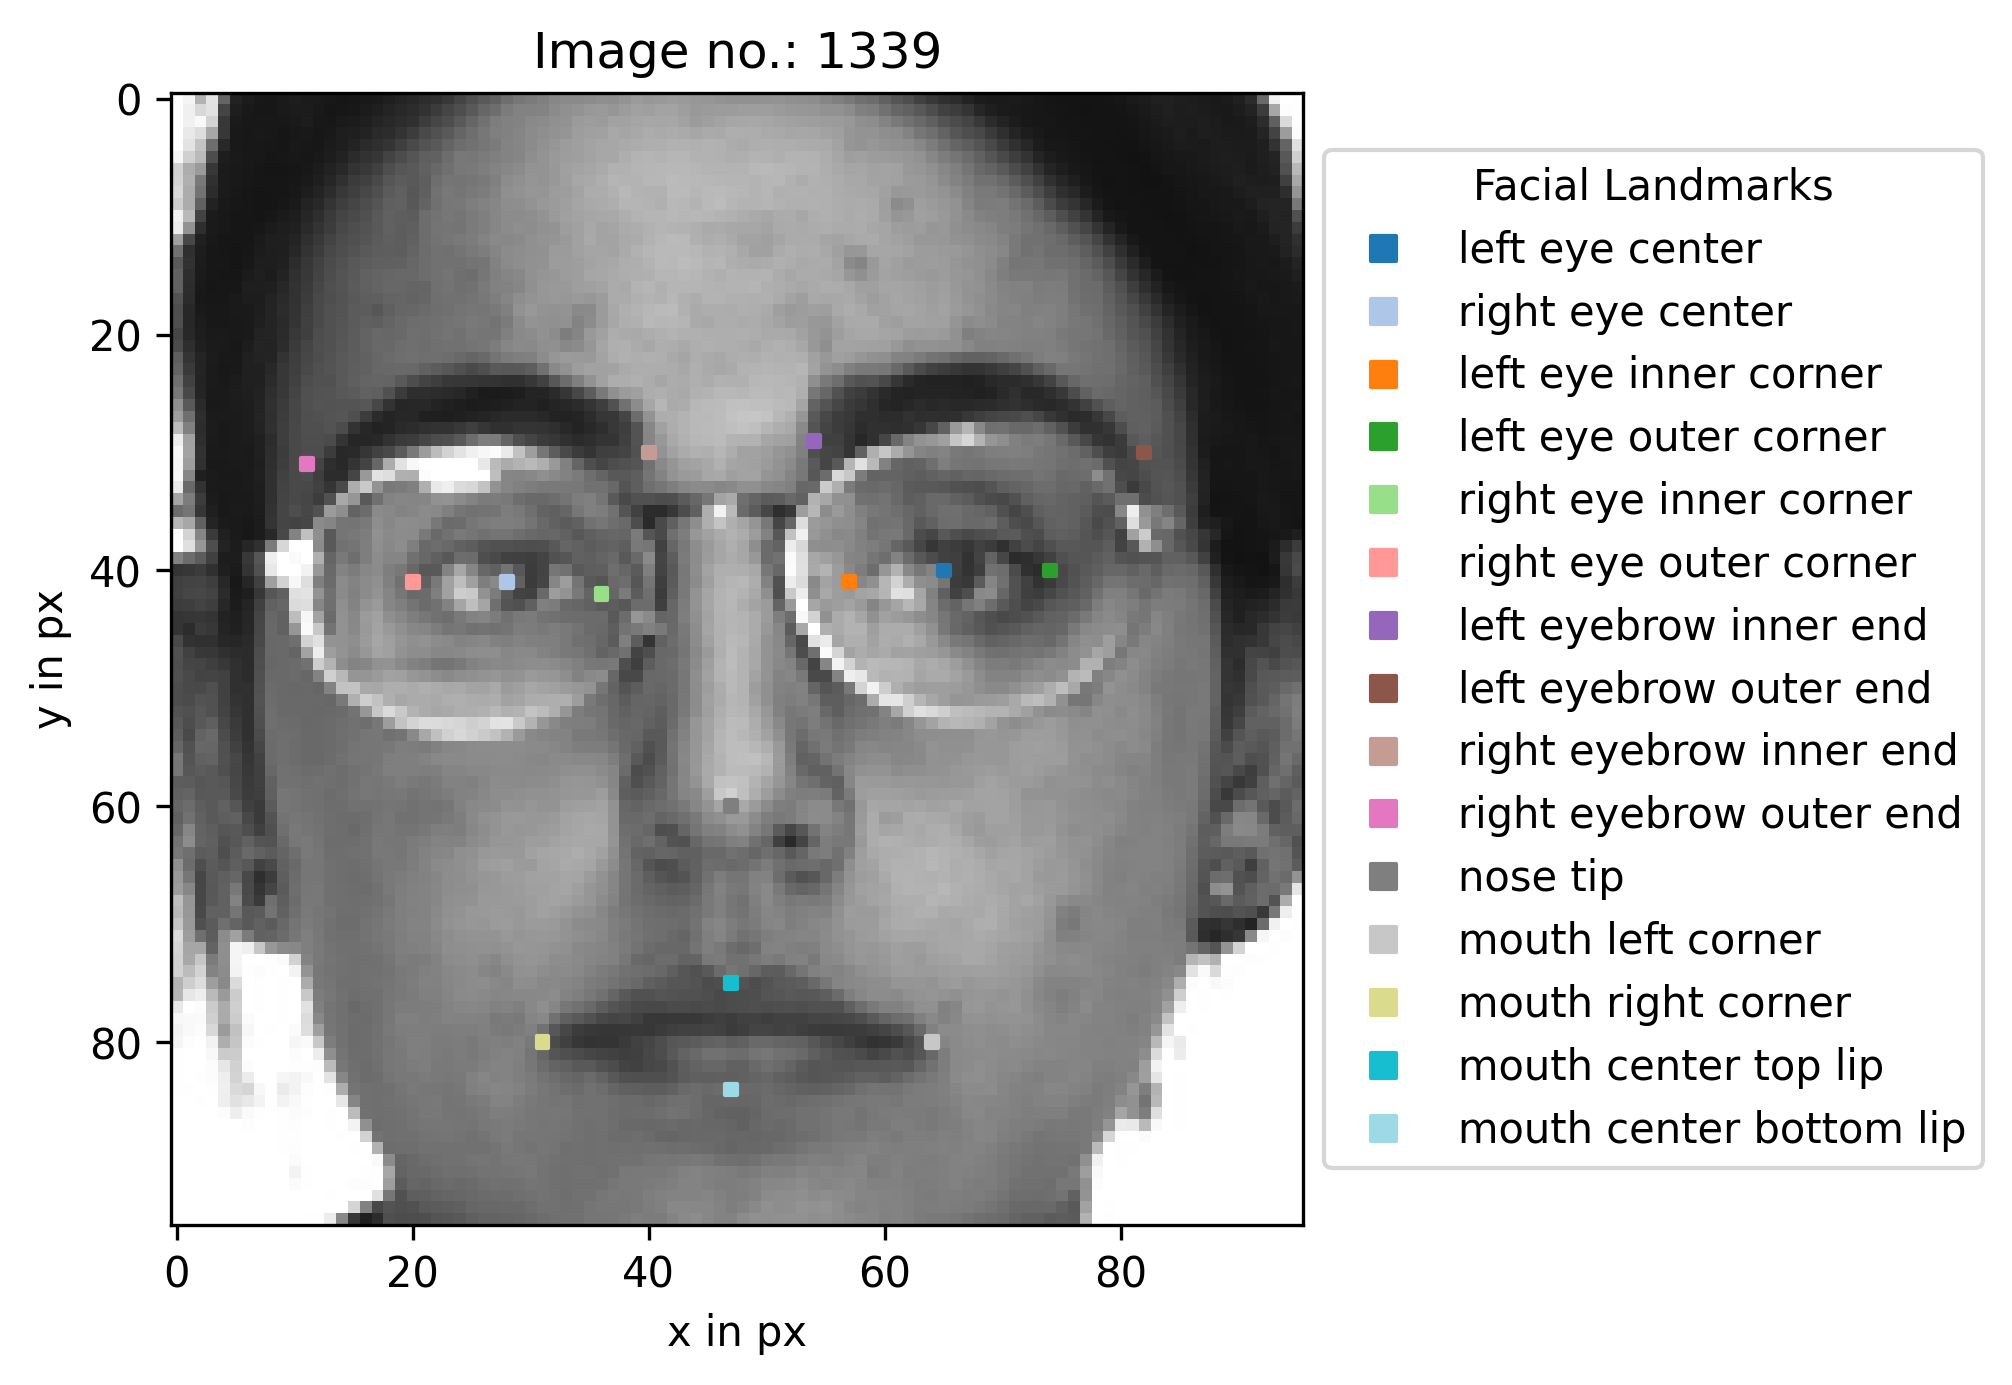 Image no.: 1339
0
20
40
60
80
y in px
0 20 40 60 80
x in px
Facial Landmarks
left eye center
right eye center
left eye inner corner
left eye outer corner
right eye inner corner
right eye outer corner
left eyebrow inner end
left eyebrow outer end
right eyebrow inner end
right eyebrow outer end
nose tip
mouth left corner
mouth right corner
mouth center top lip
mouth center bottom lip